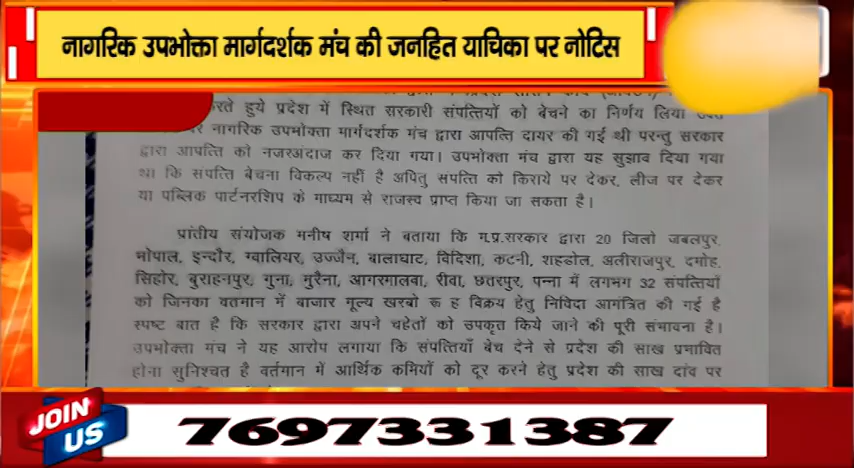 नागरिक उपभोक्ता मार्गदर्शक मंच की जनहित याचिका पर नोटिस
करते हुये प्रदेश में स्थित सरकारी संपत्तियों को बेचने का निर्णय लिया
पर नागरिक उपभोक्ता मार्गदर्शक मंच द्वारा आपत्ति दायर की गई थी परन्तु सरकार
द्वारा आपत्ति को नजरअंदाज कर दिया गया। उपभोक्ता मंच द्वारा यह सुझाव दिया गया
था कि संपत्ति बेचना विकल्प नहीं है अपितु संपत्ति को किराये पर देकर, लीज पर देकर
या पब्लिक पार्टनरशिप के माध्यम से राजस्व प्राप्त किया जा सकता है।
प्रांतीय संयोजक मनीष शर्मा ने बताया कि म.प्र.सरकार द्वारा 20 जिलो जबलपुर,
भोपाल, इन्दौर, ग्वालियर, उज्जैन, बालाघाट, विदिशा, कटनी, शहडोल, अलीराजपुर, दमोह,
सिहोर, बुराहनपुर, गुना, मुरैना, आगरमालवा, रीवा, छतरपुर, पन्ना में लगभग 32 संपत्तियों
को जिनका वतमान में बाजार मूल्य खरबो रू ह विक्रय हेतु निविदा आमंत्रित की गई है
स्पष्ट बात है कि सरकार द्वारा अपने चहेतों को उपकृत किये जाने की पूरी संभावना है।
उपभोक्ता मंच ने यह आरोप लगाया कि संपत्तियाँ बेच देने से प्रदेश की साख प्रभावित
होना सुनिश्चत है वर्तमान में आर्थिक कमियों को दूर करने हेतु प्रदेश की साख दांव पर
JOIN US
7697331387